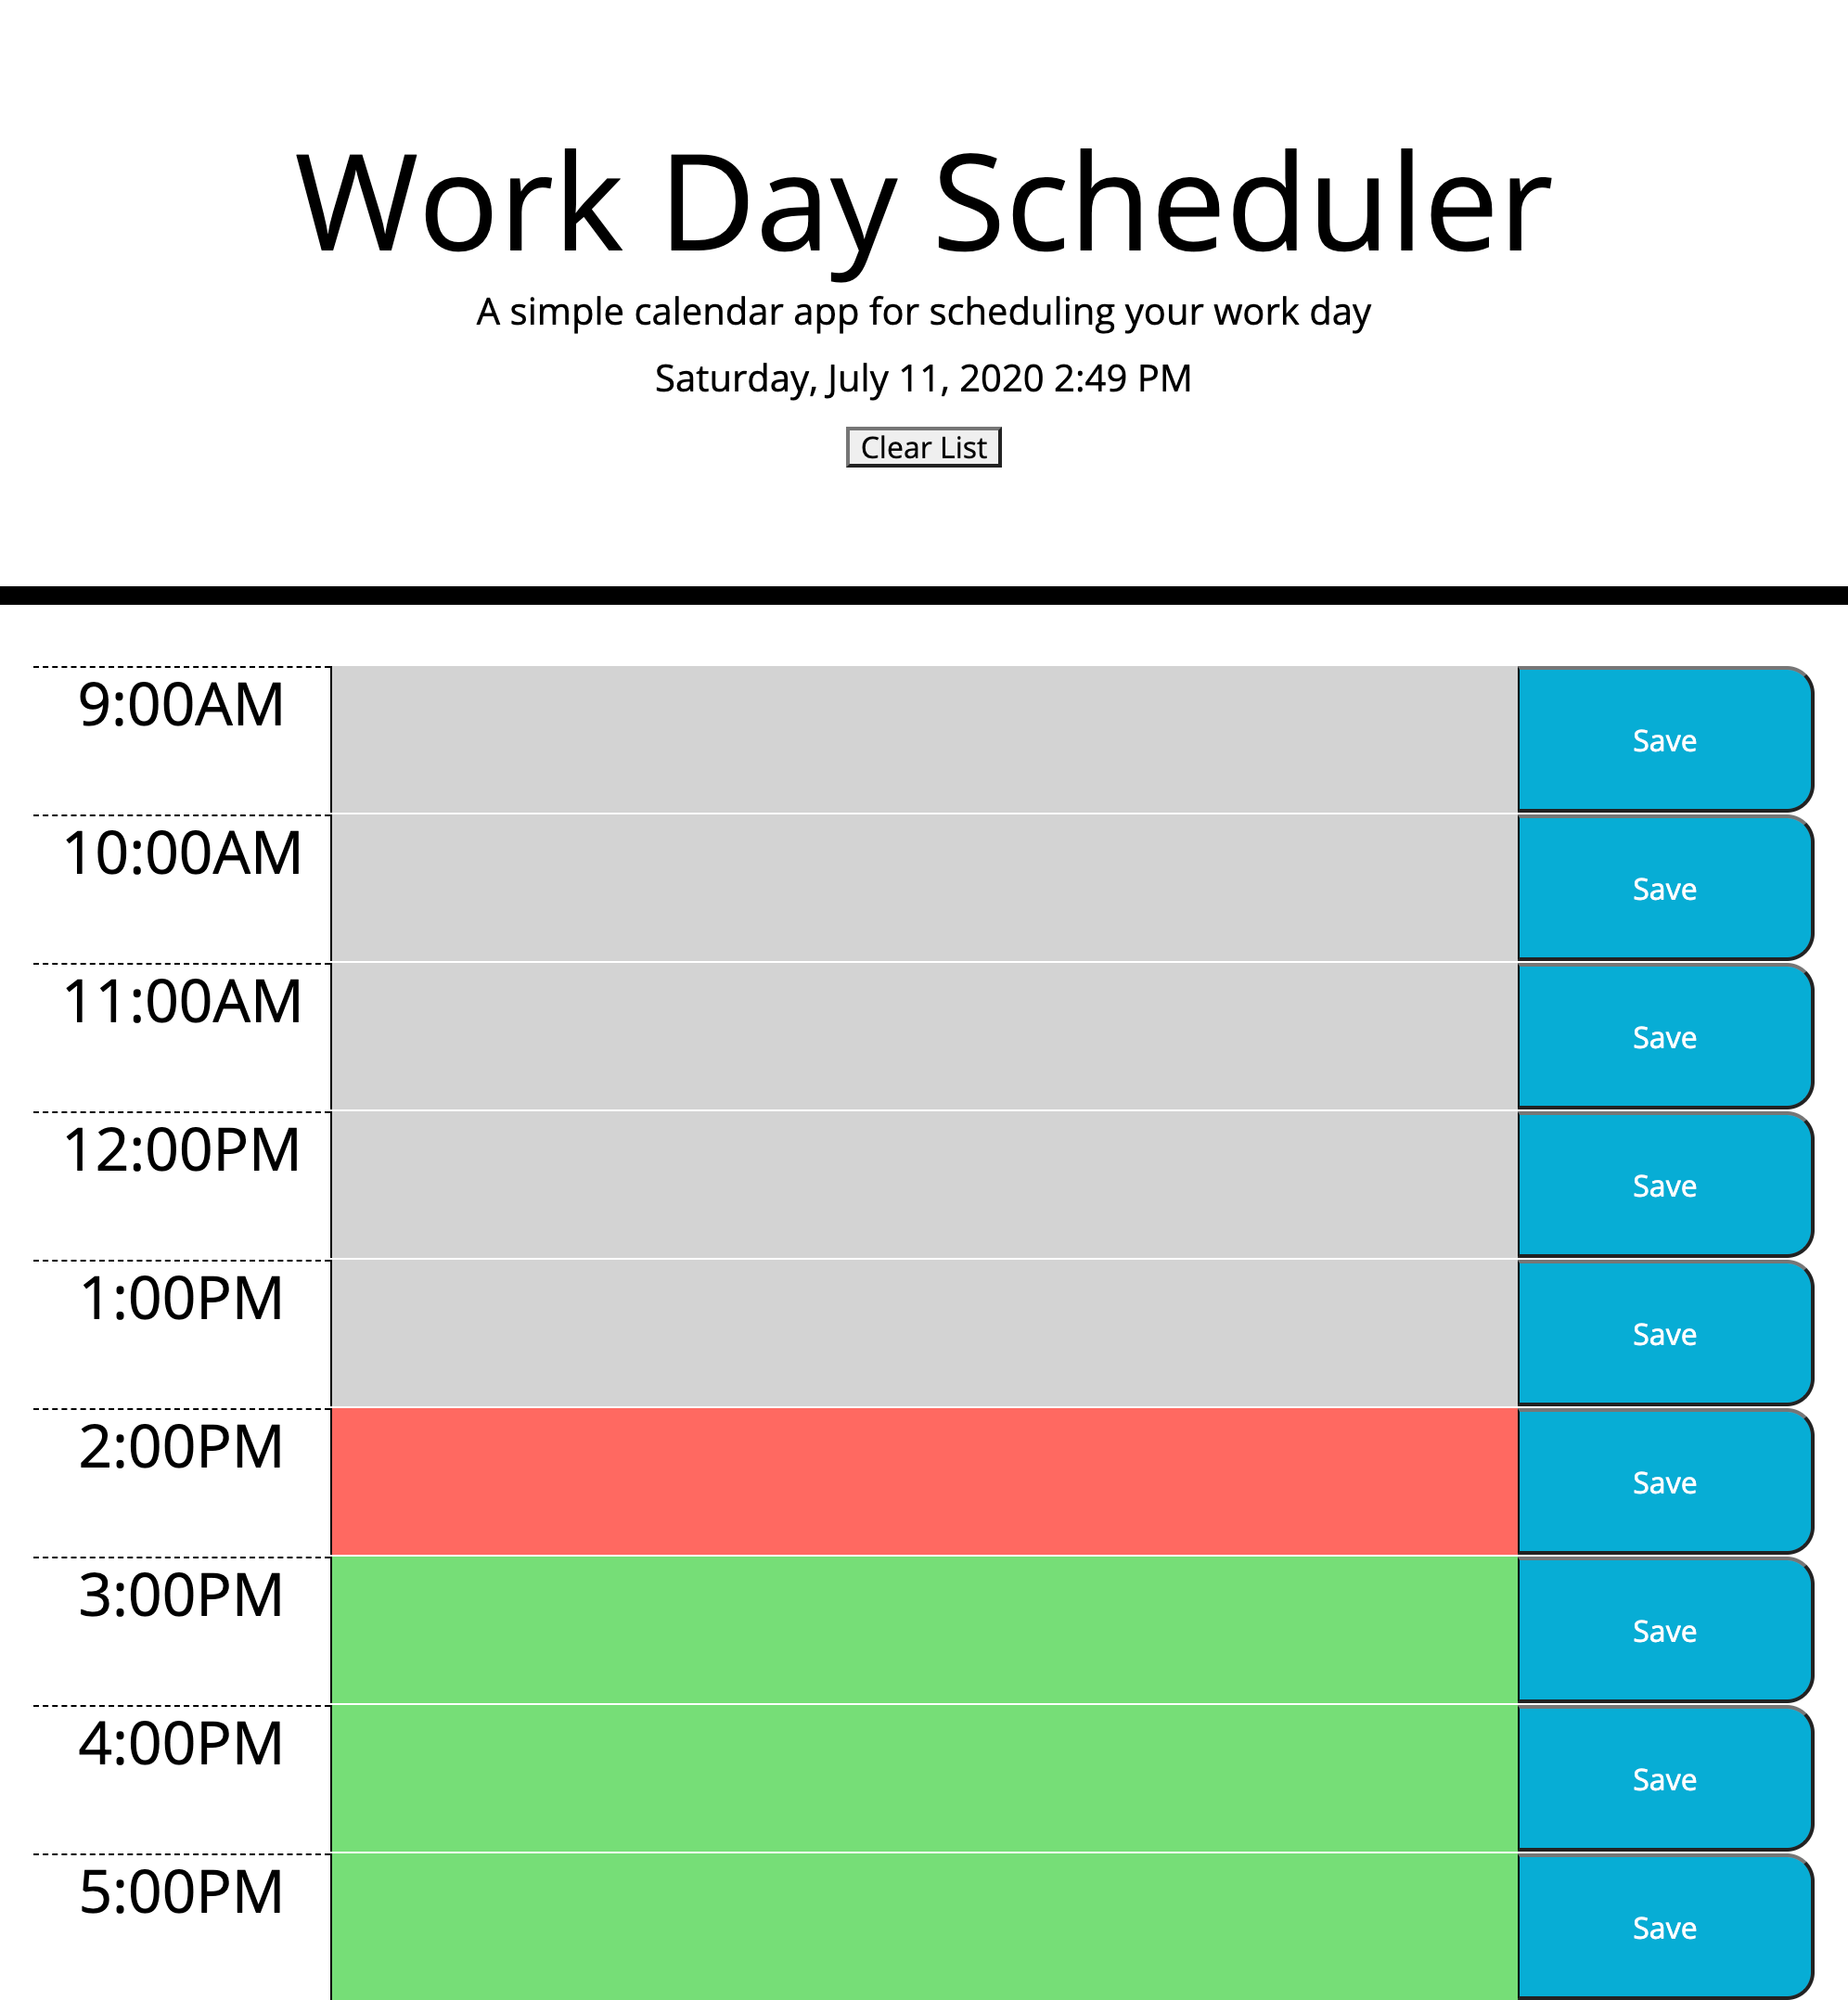 Work Day Scheduler
A simple calendar app for scheduling your work day
Saturday, July 11, 2020 2:49 PM
Clear List
9:00AM
Save
10:00AM
Save
11:00AM
Save
12:00PM
Save
1:00PM
Save
2:00PM
Save
3:00PM
Save
4:00PM
Save
5:00PM
Save